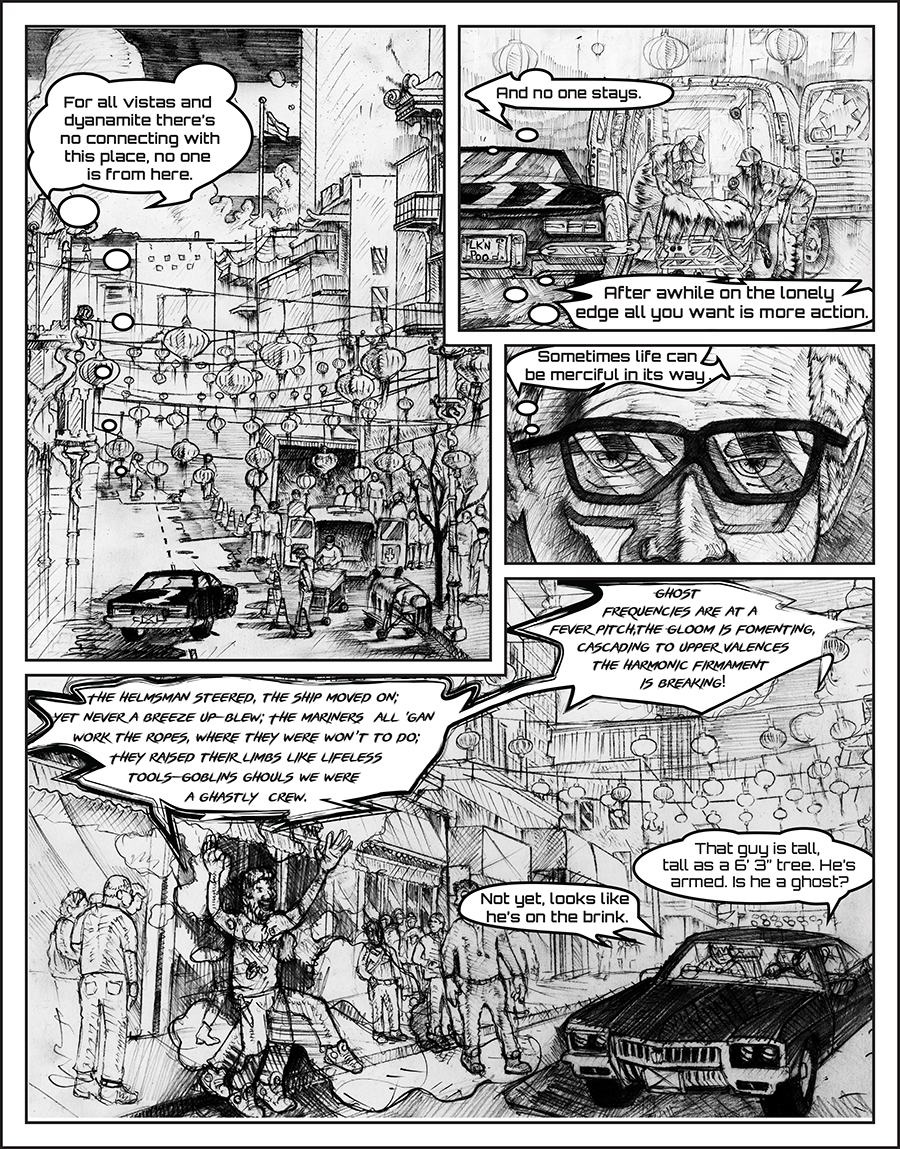 For all vistas and
dyanamite there's
no connecting with
this place, no one
is from here.
And no one stays.
LKN
POO
After awhile on the lonely
edge all you want is more action.
Sometimes life can
be merciful in its way.
GHOST
FREQUENCIES ARE AT A
FEVER PITCH,THE GLOOM IS FOMENTING,
CASCADING TO UPPER VALENCES
THE HARMONIC FIRMAMENT
IS BREAKING!
THE HELMSMAN STEERED, THE SHIP MOVED ON;
YET NEVER A BREEZE UP-BLEW; THE MARINERS ALL 'GAN
WORK THE ROPES, WHERE THEY WERE WON'T TO DO;
THEY RAISED THEIR LIMBS LIKE LIFELESS
TOOLS-GOBLINS GHOULS WE WERE
A GHASTLY CREW.
That guy is tall,
tall as a 6' 3" tree. He's
armed. Is he a ghost?
Not yet, looks like
he's on the brink.